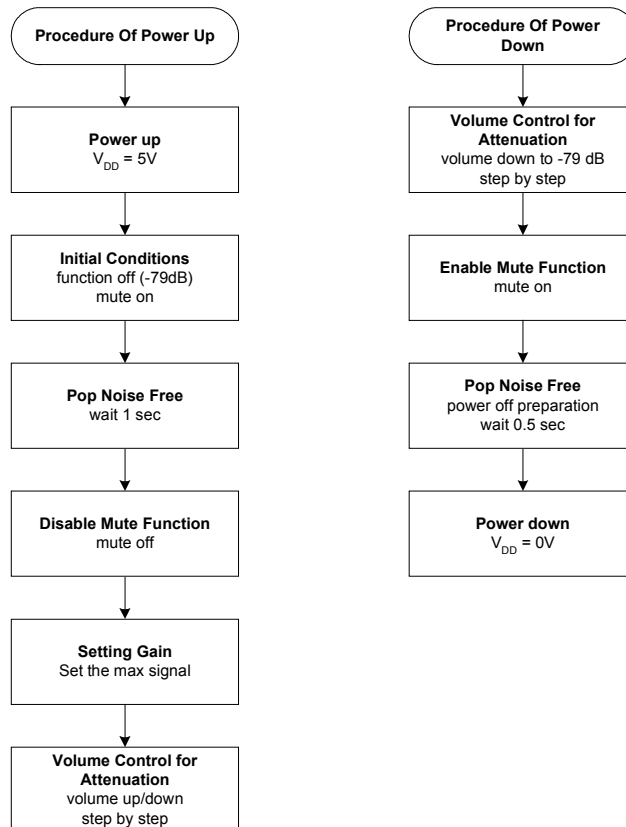 Procedure Of Power Up
Power up
V_DD = 5V
Initial Conditions
function off (-79dB)
mute on
Pop Noise Free
wait 1 sec
Disable Mute Function
mute off
Setting Gain
Set the max signal
Volume Control for
Attenuation
volume up/down
step by step
Procedure Of Power
Down
Volume Control for
Attenuation
volume down to -79 dB
step by step
Enable Mute Function
mute on
Pop Noise Free
power off preparation
wait 0.5 sec
Power down
V_DD = 0V